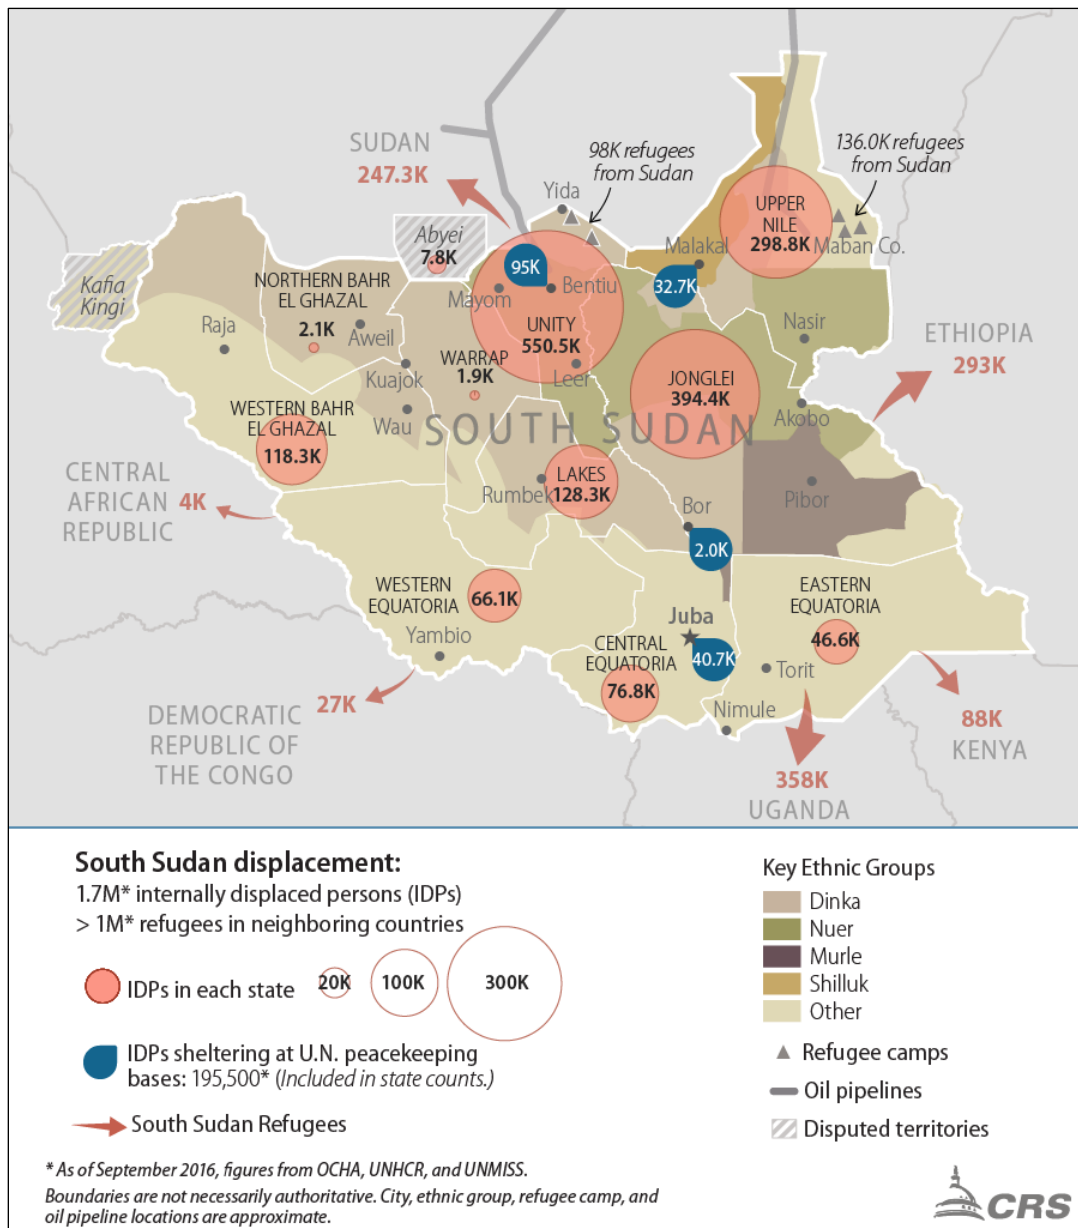 SUDAN
247.3K
98K refugees
from Sudan
136.0K refugees
from Sudan
Yida
UPPER
NILE
298.8K
Maban Co.
Abyei
7.8K
Malakal
Kafia
Kingi
NORTHERN BAHR
EL GHAZAL
2.1K
95K
Bentiu
Mayom
32.7K
Raja
Aweil
UNITY
550.5K
Nasir
ETHIOPIA
293K
Kuajok
WARRAP
1.9K
Leer
JONGLEI
394.4K
WESTERN BAHR
EL GHAZAL
118.3K
Wau
SOUTH SUDAN
Akobo
CENTRAL
AFRICAN
REPUBLIC
4K
Rumbek
LAKES
128.3K
Pibor
Bor
2.0K
WESTERN
EQUATORIA
66.1K
EASTERN
EQUATORIA
46.6K
Yambio
Juba
CENTRAL
EQUATORIA
76.8K
40.7K
Torit
Nimule
27K
DEMOCRATIC
REPUBLIC OF
THE CONGO
88K
KENYA
358K
UGANDA
South Sudan displacement:
1.7M* internally displaced persons (IDPs)
> 1M* refugees in neighboring countries
IDPs in each state
20K
100K
300K
IDPs sheltering at U.N. peacekeeping
bases: 195,500* (Included in state counts.)
South Sudan Refugees
Key Ethnic Groups
Dinka
Nuer
Murle
Shilluk
Other
Refugee camps
Oil pipelines
Disputed territories
* As of September 2016, figures from OCHA, UNHCR, and UNMISS.
Boundaries are not necessarily authoritative. City, ethnic group, refugee camp, and
oil pipeline locations are approximate.
CRS